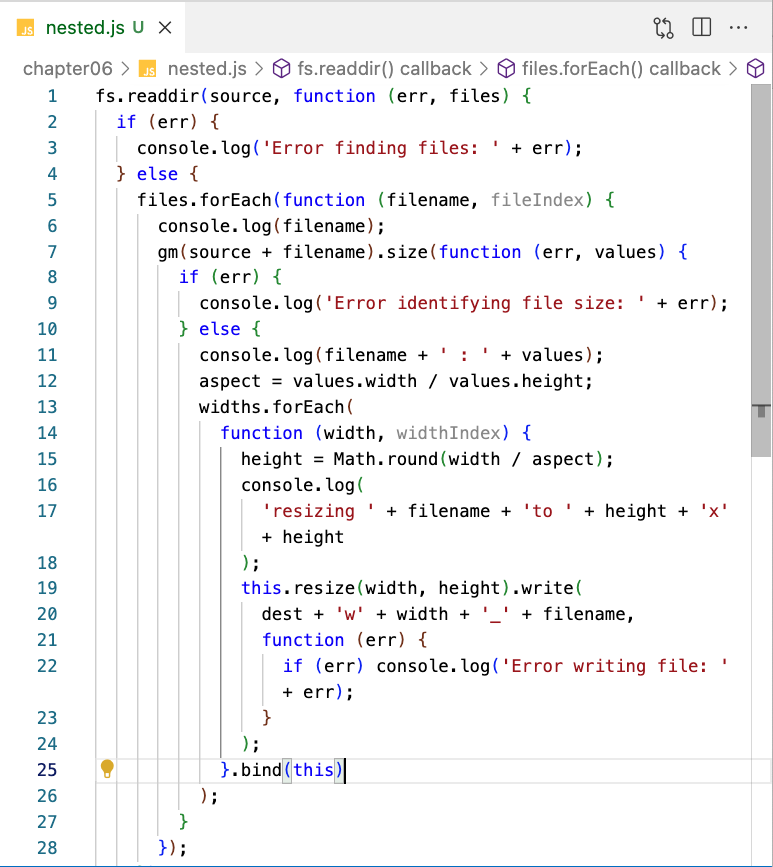 JS nested.js U ×
chapter06 > JS nested.js > fs.readdir() callback > files.forEach() callback >
1 fs.readdir(source, function (err, files) {
2 if (err) {
3 console.log('Error finding files: ' + err);
4 } else {
5 files.forEach(function (filename, fileIndex) {
6 console.log(filename);
7 gm(source + filename).size(function (err, values) {
8 if (err) {
9 console.log('Error identifying file size: ' + err);
10 } else {
11 console.log(filename + ' : ' + values);
12 aspect = values.width / values.height;
13 widths.forEach(
14 function (width, widthIndex) {
15 height = Math.round(width / aspect);
16 console.log(
17 'resizing ' + filename + 'to ' + height + 'x'
+ height
18 );
19 this.resize(width, height).write(
20 dest + 'w' + width + '_' + filename,
21 function (err) {
22 if (err) console.log('Error writing file: '
+ err);
23 }
24 );
25 }.bind(this)
26 );
27 }
28 });